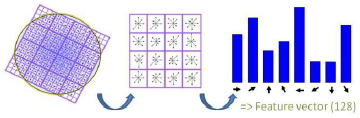 => Feature vector (128)